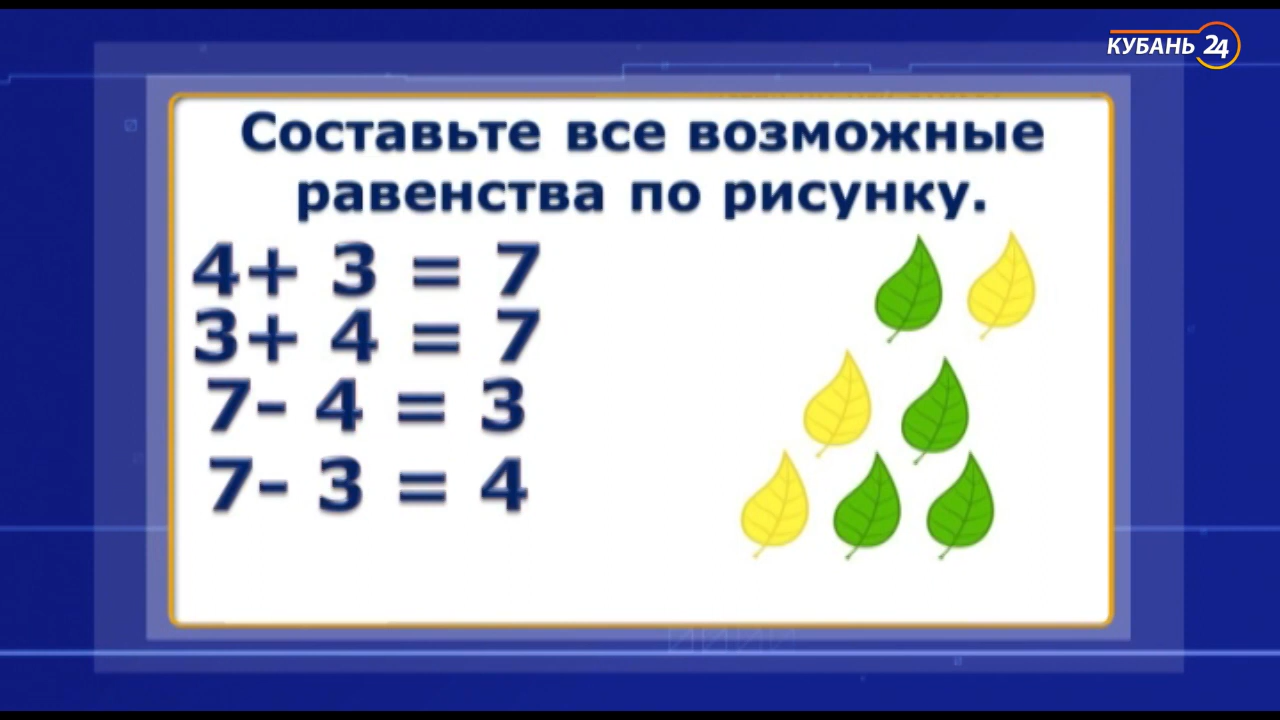 КУБАНЬ 24
Составьте все возможные
равенства по рисунку.
4+ 3 = 7
3+ 4 = 7
7- 4 = 3
7- 3 = 4